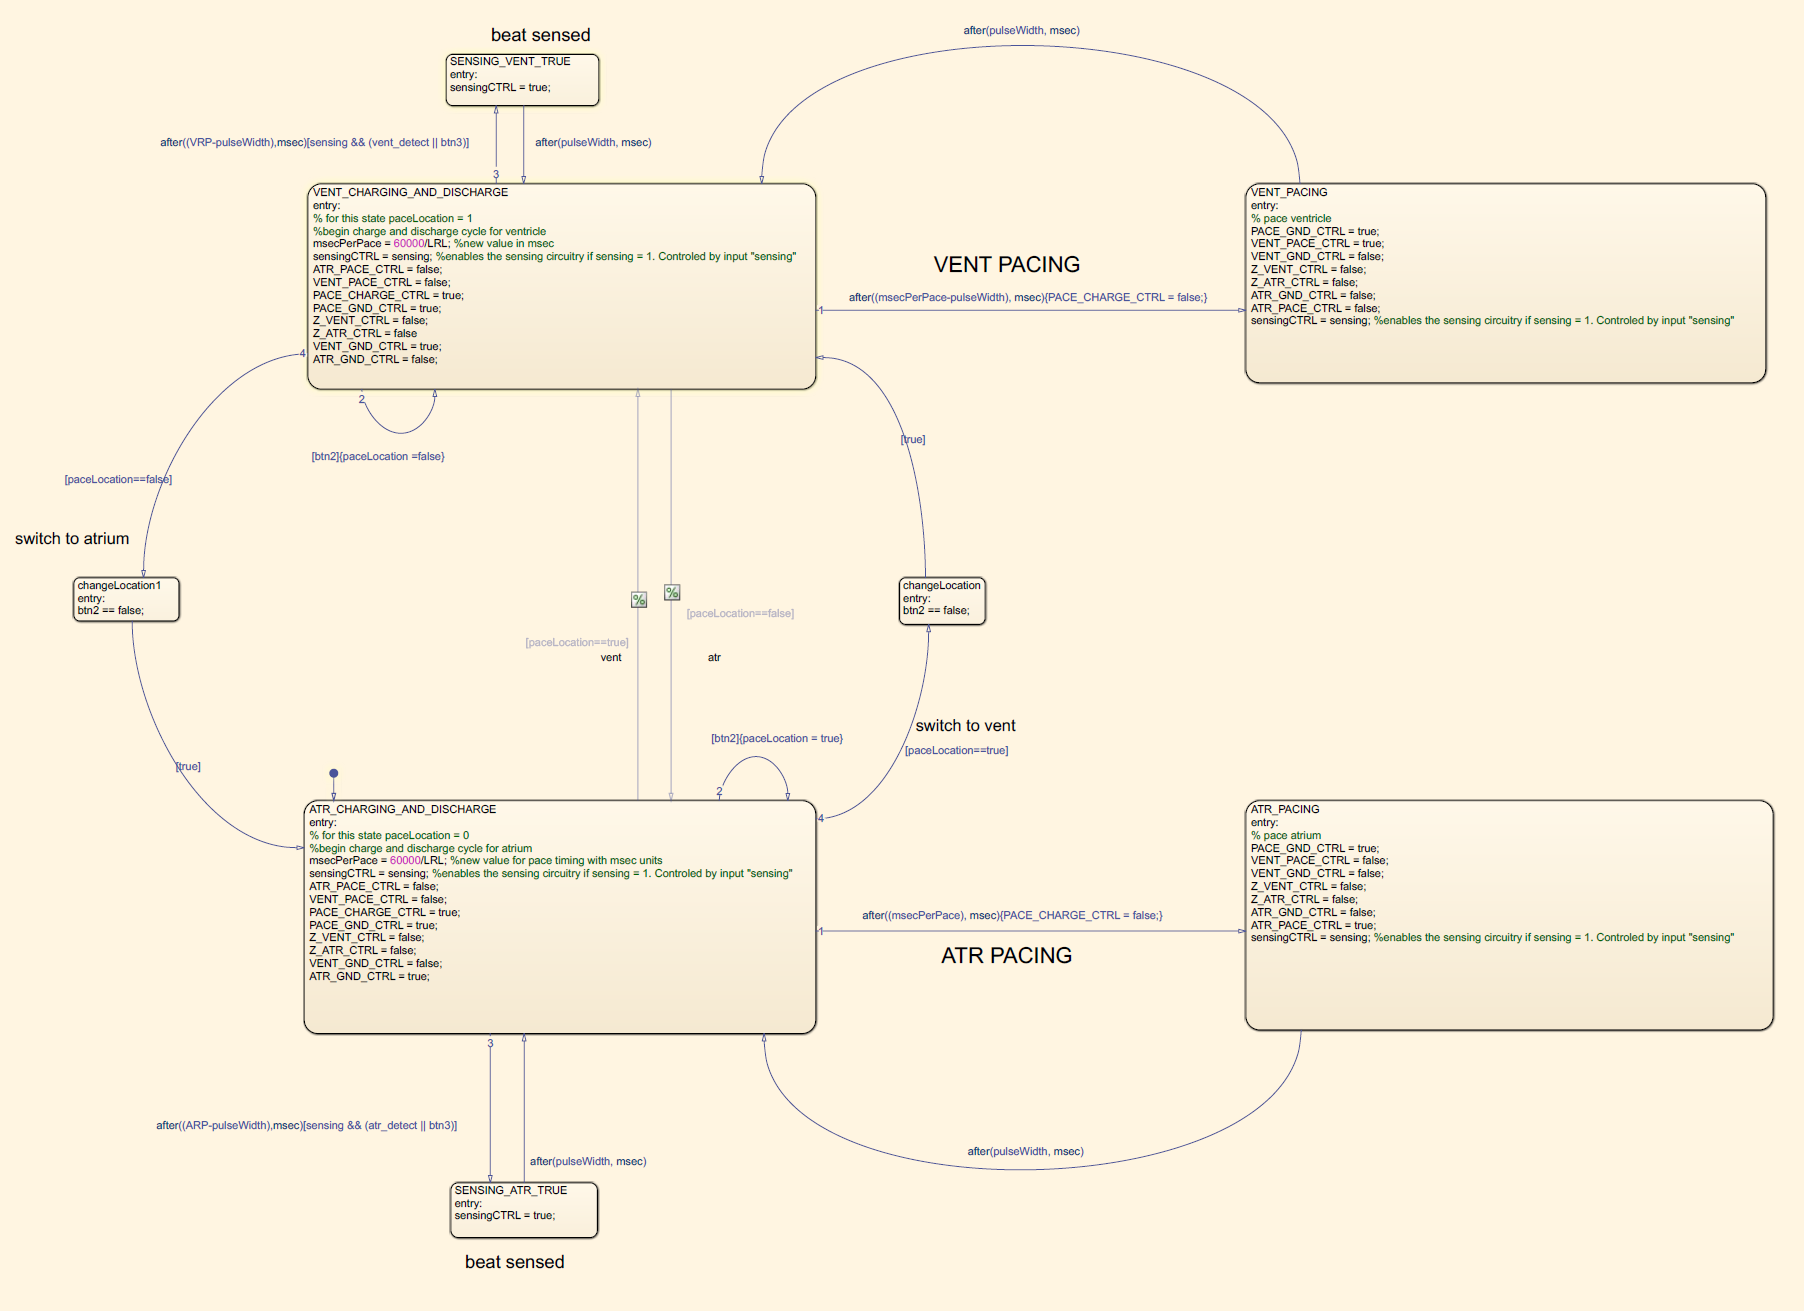 beat sensed
SENSING_VENT_TRUE
entry:
sensingCTRL = true;
after(pulseWidth, msec)
after((VRP-pulseWidth),msec)[sensing && (vent_detect || btn3)]
after(pulseWidth, msec)
3
VENT_CHARGING_AND_DISCHARGE
entry:
% for this state paceLocation = 1
%begin charge and discharge cycle for ventricle
msecPerPace = 60000/LRL; %new value in msec
sensingCTRL = sensing; %enables the sensing circuitry if sensing = 1. Controled by input "sensing"
ATR_PACE_CTRL = false;
VENT_PACE_CTRL = false;
PACE_CHARGE_CTRL = true;
PACE_GND_CTRL = true;
Z_VENT_CTRL = false;
Z_ATR_CTRL = false
VENT_GND_CTRL = true;
ATR_GND_CTRL = false;
VENT PACING
after((msecPerPace-pulseWidth), msec){PACE_CHARGE_CTRL = false;}
1
VENT_PACING
entry:
% pace ventricle
PACE_GND_CTRL = true;
VENT_PACE_CTRL = true;
VENT_GND_CTRL = false;
Z_VENT_CTRL = false;
Z_ATR_CTRL = false;
ATR_GND_CTRL = false;
ATR_PACE_CTRL = false;
sensingCTRL = sensing; %enables the sensing circuitry if sensing = 1. Controled by input "sensing"
4
2
[btn2]{paceLocation =false}
[true]
[paceLocation==false]
switch to atrium
changeLocation1
entry:
btn2 == false;
%
%
[paceLocation==false]
[paceLocation==true]
vent
atr
changeLocation
entry:
btn2 == false;
switch to vent
[paceLocation==true]
[btn2]{paceLocation = true}
[true]
2
4
ATR_CHARGING_AND_DISCHARGE
entry:
% for this state paceLocation = 0
%begin charge and discharge cycle for atrium
msecPerPace = 60000/LRL; %new value for pace timing with msec units
sensingCTRL = sensing; %enables the sensing circuitry if sensing = 1. Controled by input "sensing"
ATR_PACE_CTRL = false;
VENT_PACE_CTRL = false;
PACE_CHARGE_CTRL = true;
PACE_GND_CTRL = true;
Z_VENT_CTRL = false;
Z_ATR_CTRL = false;
VENT_GND_CTRL = false;
ATR_GND_CTRL = true;
after((msecPerPace), msec){PACE_CHARGE_CTRL = false;}
1
ATR PACING
ATR_PACING
entry:
% pace atrium
PACE_GND_CTRL = true;
VENT_PACE_CTRL = false;
VENT_GND_CTRL = false;
Z_VENT_CTRL = false;
Z_ATR_CTRL = false;
ATR_GND_CTRL = false;
ATR_PACE_CTRL = true;
sensingCTRL = sensing; %enables the sensing circuitry if sensing = 1. Controled by input "sensing"
3
after((ARP-pulseWidth),msec)[sensing && (atr_detect || btn3)]
after(pulseWidth, msec)
after(pulseWidth, msec)
SENSING_ATR_TRUE
entry:
sensingCTRL = true;
beat sensed